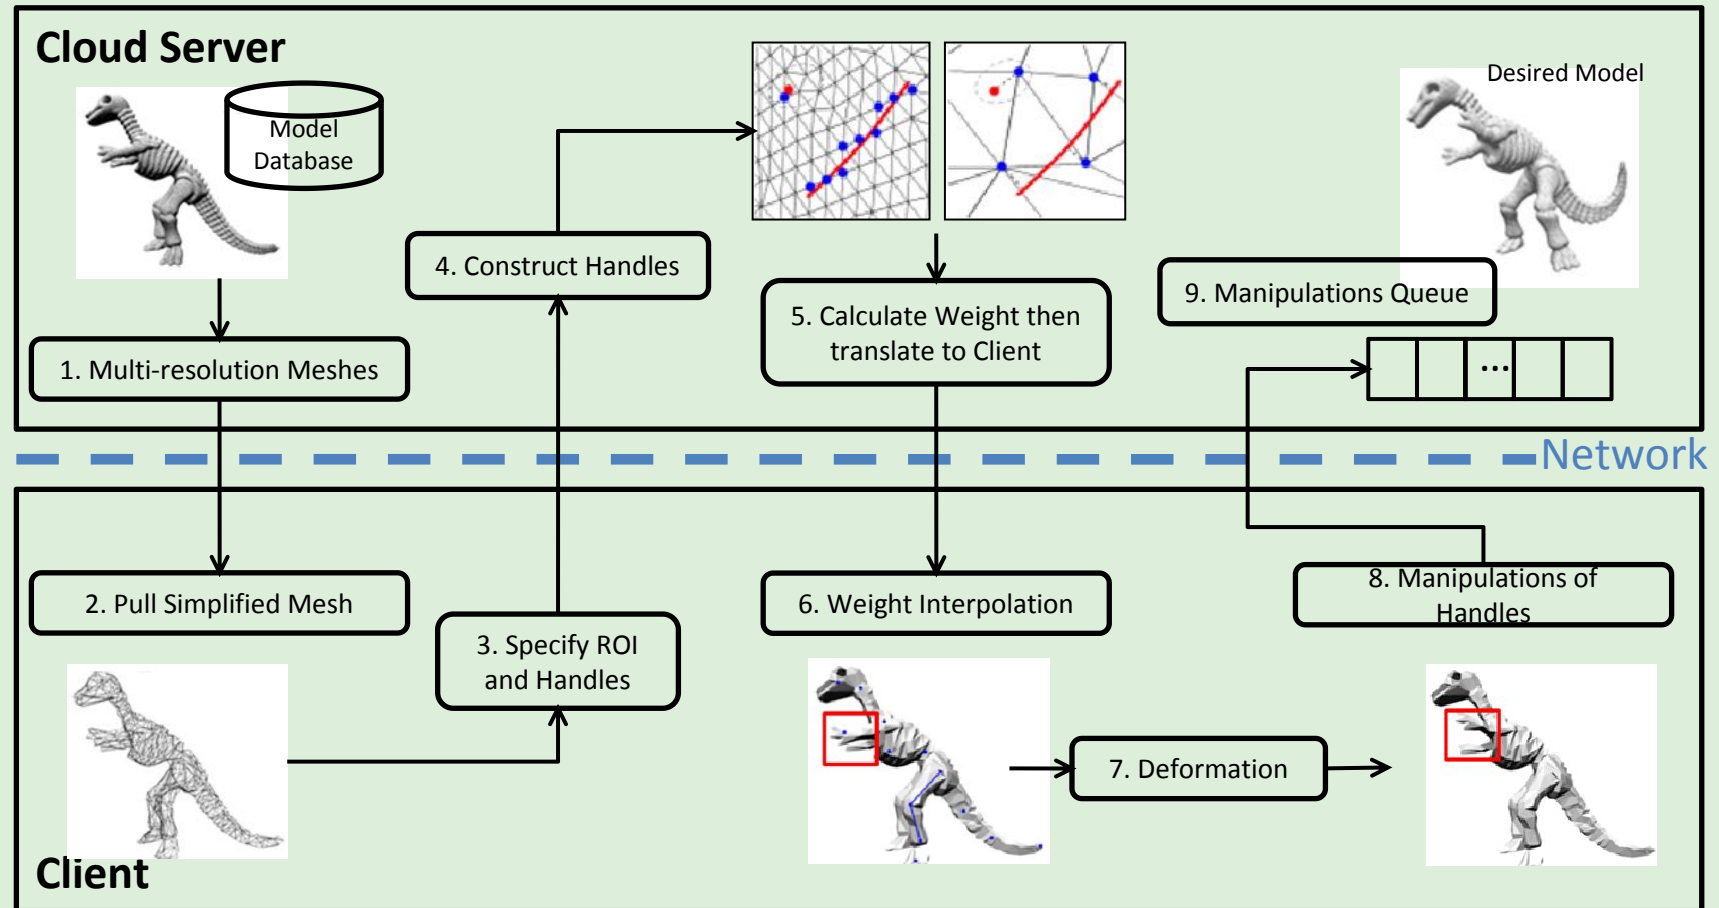 Cloud Server
Desired Model
Model
Database
4. Construct Handles
9. Manipulations Queue
5. Calculate Weight then
translate to Client
1. Multi-resolution Meshes
...
Network
2. Pull Simplified Mesh
6. Weight Interpolation
8. Manipulations of
Handles
3. Specify ROI
and Handles
7. Deformation
Client